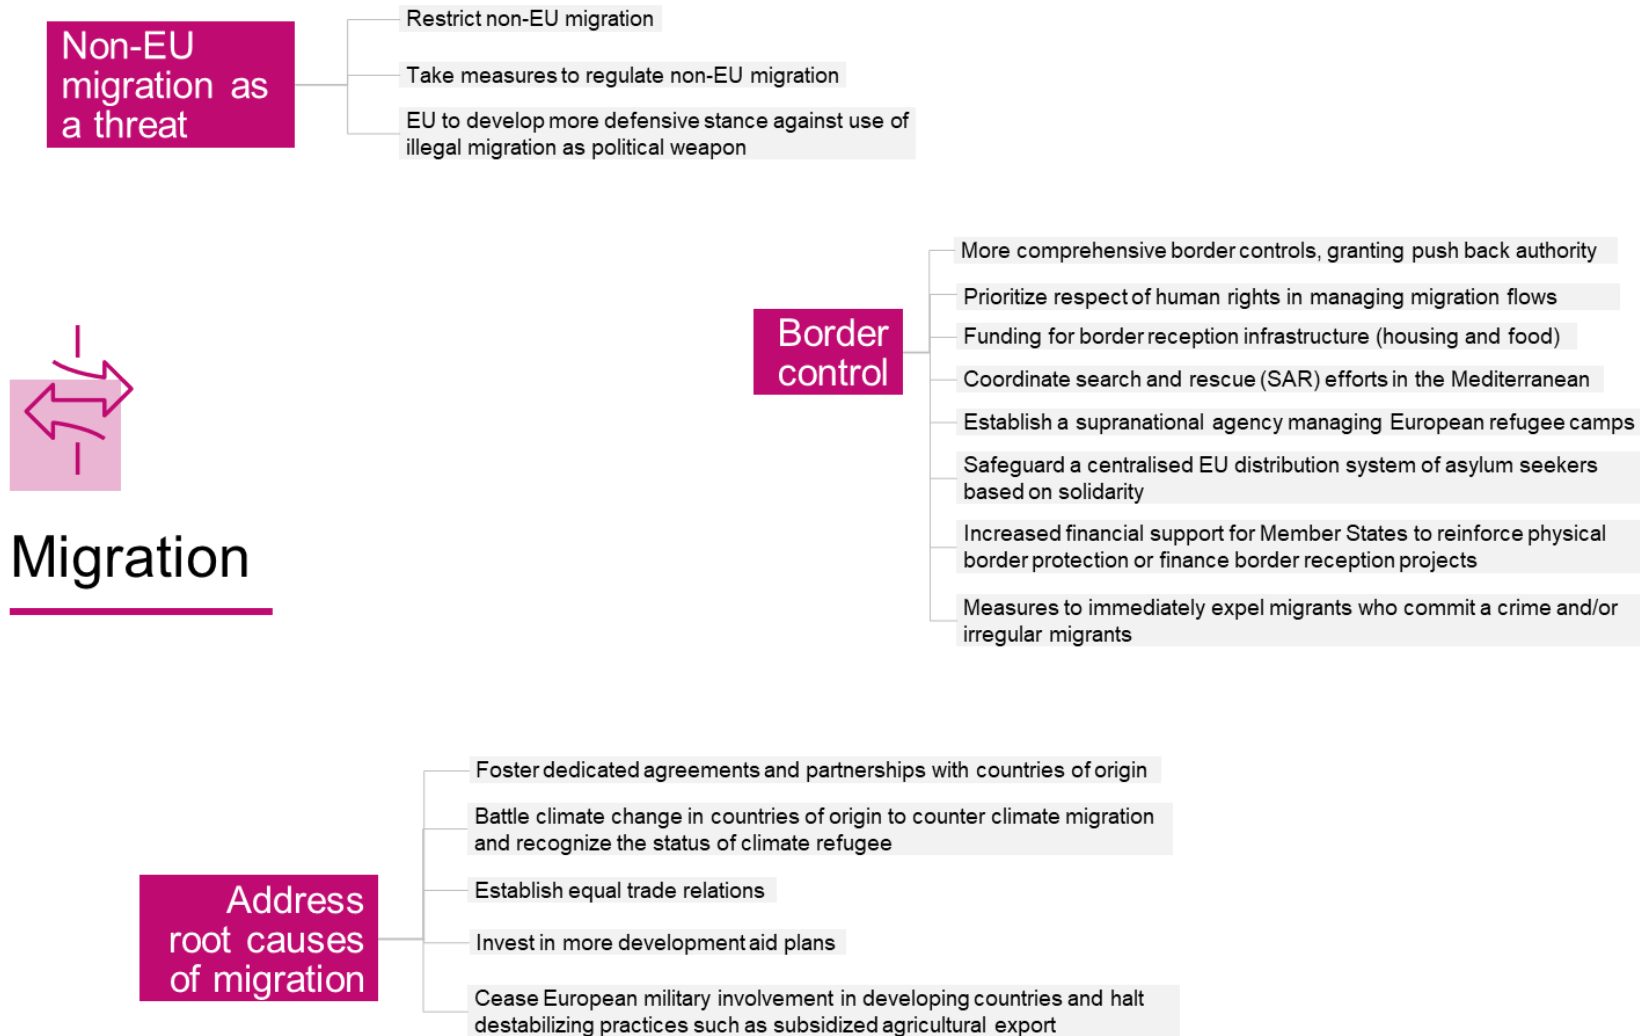 Non-EU
migration as
a threat
Restrict non-EU migration
Take measures to regulate non-EU migration
EU to develop more defensive stance against use of
illegal migration as political weapon
Border
control
More comprehensive border controls, granting push back authority
Prioritize respect of human rights in managing migration flows
Funding for border reception infrastructure (housing and food)
Coordinate search and rescue (SAR) efforts in the Mediterranean
Establish a supranational agency managing European refugee camps
Safeguard a centralised EU distribution system of asylum seekers
based on solidarity
Increased financial support for Member States to reinforce physical
border protection or finance border reception projects
Measures to immediately expel migrants who commit a crime and/or
irregular migrants
Migration
Address
root causes
of migration
Foster dedicated agreements and partnerships with countries of origin
Battle climate change in countries of origin to counter climate migration
and recognize the status of climate refugee
Establish equal trade relations
Invest in more development aid plans
Cease European military involvement in developing countries and halt
destabilizing practices such as subsidized agricultural export